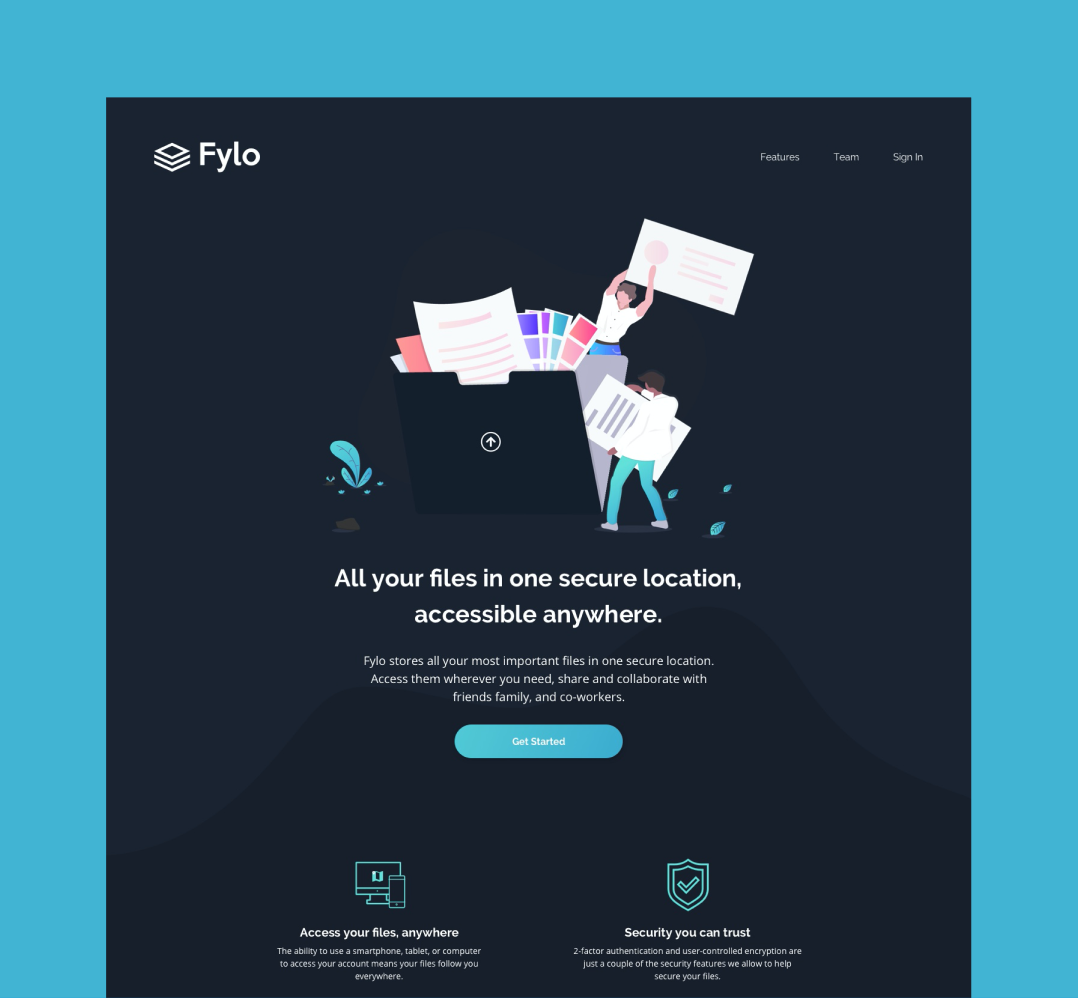 Fylo
Features
Team
Sign In
All your files in one secure location,
accessible anywhere.
Fylo stores all your most important files in one secure location.
Access them wherever you need, share and collaborate with
friends family, and co-workers.
Get Started
Access your files, anywhere
The ability to use a smartphone, tablet, or computer
to access your account means your files follow you
everywhere.
Security you can trust
2-factor authentication and user-controlled encryption are
just a couple of the security features we allow to help
secure your files.